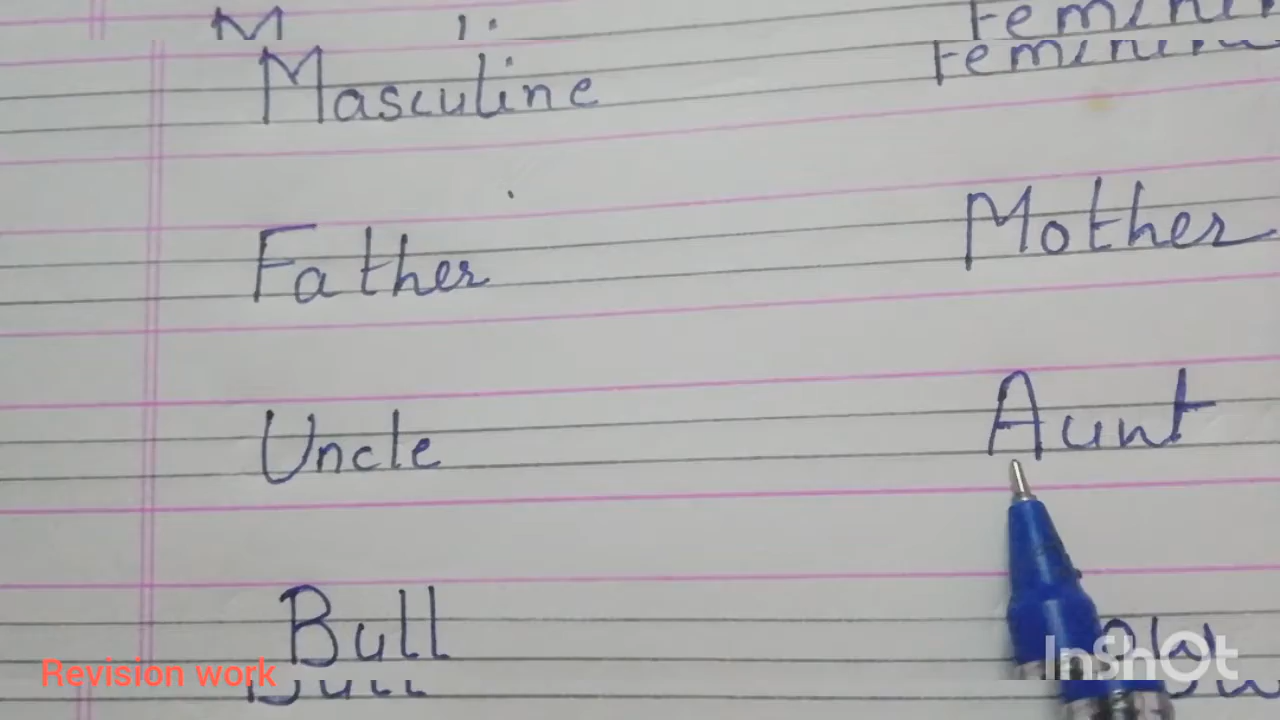 Masculine Feminine
Father Mother
Uncle Aunt
Bull
Revision work
InShOt